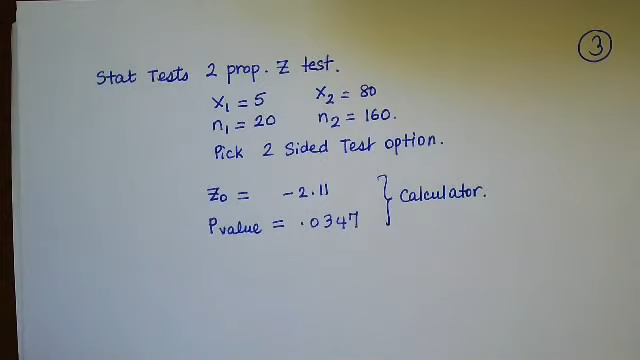 3
Stat Tests 2 prop. Z test.
x₁ = 5 x₂ = 80
n₁ = 20 n₂ = 160.
Pick 2 Sided Test option.
Z₀ = -2.11
Pvalue = .0347 } Calculator.